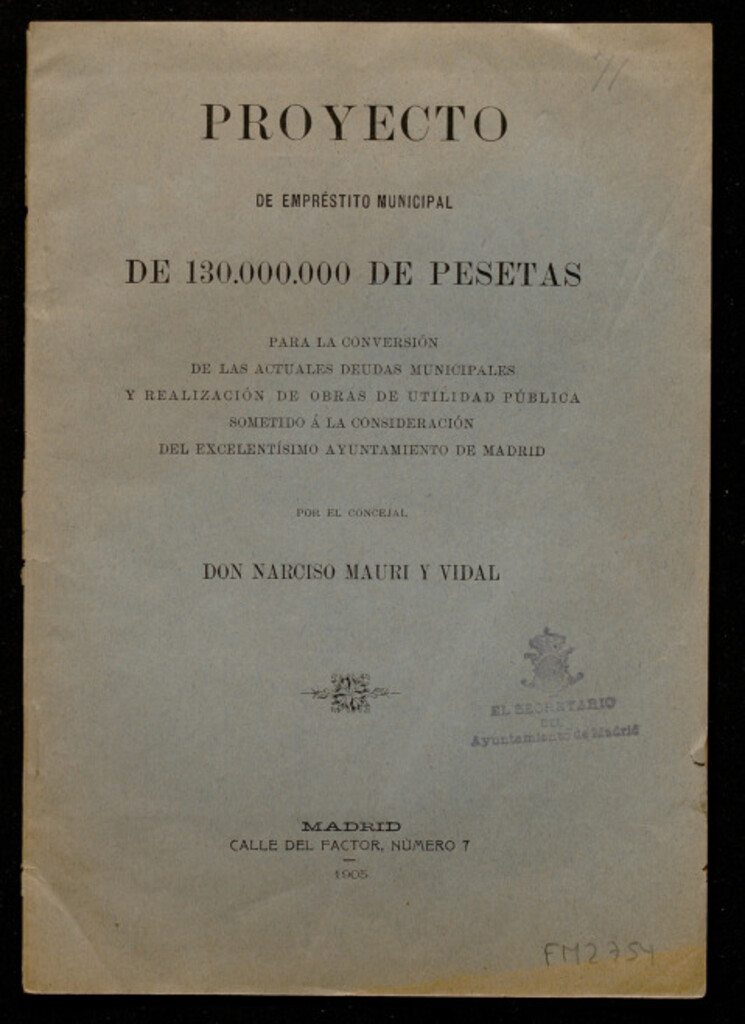 71
PROYECTO
DE EMPRÉSTITO MUNICIPAL
DE 130.000.000 DE PESETAS
PARA LA CONVERSIÓN
DE LAS ACTUALES DEUDAS MUNICIPALES
Y REALIZACIÓN DE OBRAS DE UTILIDAD PÚBLICA
SOMETIDO Á LA CONSIDERACIÓN
DEL EXCELENTÍSIMO AYUNTAMIENTO DE MADRID
POR EL CONCEJAL
DON NARCISO MAURI Y VIDAL
EL SECRETARIO
DEL
Ayuntamiento de Madrid
MADRID
CALLE DEL FACTOR, NÚMERO 7
1905
FM2754